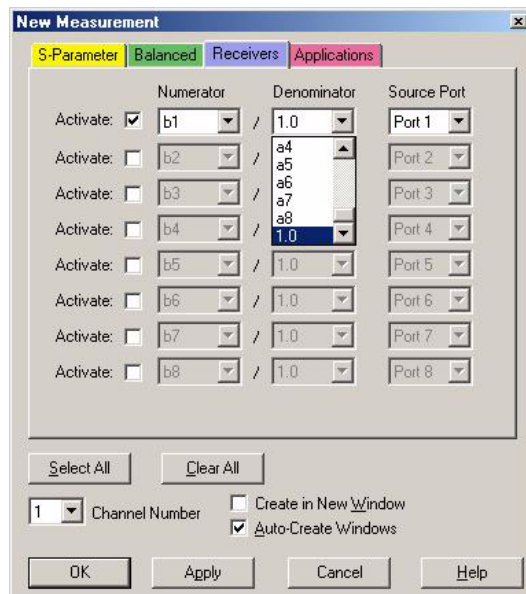 New Measurement
S-Parameter Balanced Receivers Applications
Numerator Denominator Source Port
Activate: b1 / 1.0 Port 1
Activate: b2 / a4 Port 2
a5
Activate: b3 / a6 Port 3
a7
Activate: b4 / a8 Port 4
1.0
Activate: b5 / 1.0 Port 5
Activate: b6 / 1.0 Port 6
Activate: b7 / 1.0 Port 7
Activate: b8 / 1.0 Port 8
Select All Clear All
1 Channel Number Create in New Window
Auto-Create Windows
OK Apply Cancel Help